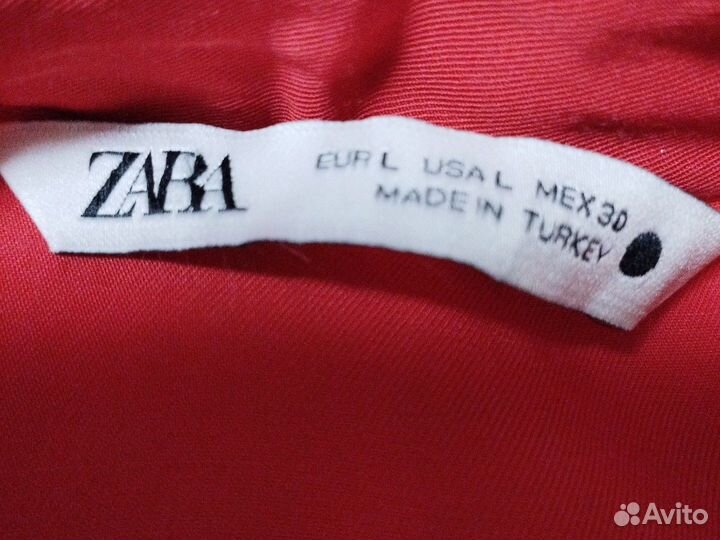 ZARA
EUR L USA L MEX 30
MADE IN TURKEY
Avito